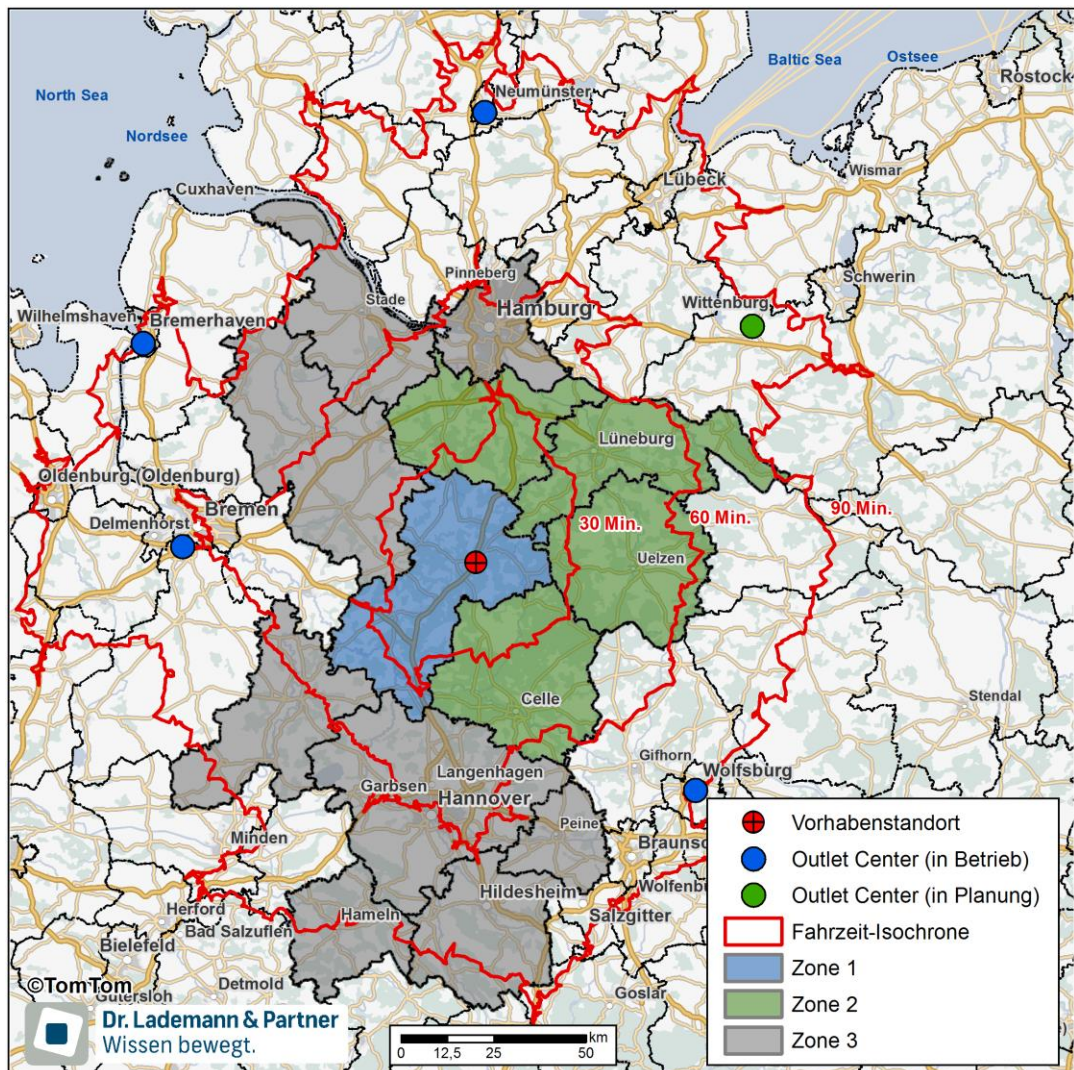 Baltic Sea
Ostsee
Rostock
North Sea
Neumünster
Nordsee
Lübeck
Wismar
Cuxhaven
Schwerin
Pinneberg
Stade
Hamburg
Wittenburg
Wilhelmshaven
Bremerhaven
Lüneburg
Oldenburg (Oldenburg)
Bremen
Delmenhorst
30 Min.
60 Min.
90 Min.
Uelzen
Celle
Stendal
Gifhorn
Wolfsburg
Langenhagen
Garbsen
Hannover
Peine
Minden
Hildesheim
Herford
Hameln
Bad Salzuflen
Salzgitter
Bielefeld
Detmold
Goslar
©TomTom
Dr. Lademann & Partner
Wissen bewegt.
km
0 12,5 25 50
Vorhabenstandort
Outlet Center (in Betrieb)
Outlet Center (in Planung)
Fahrzeit-Isochrone
Zone 1
Zone 2
Zone 3